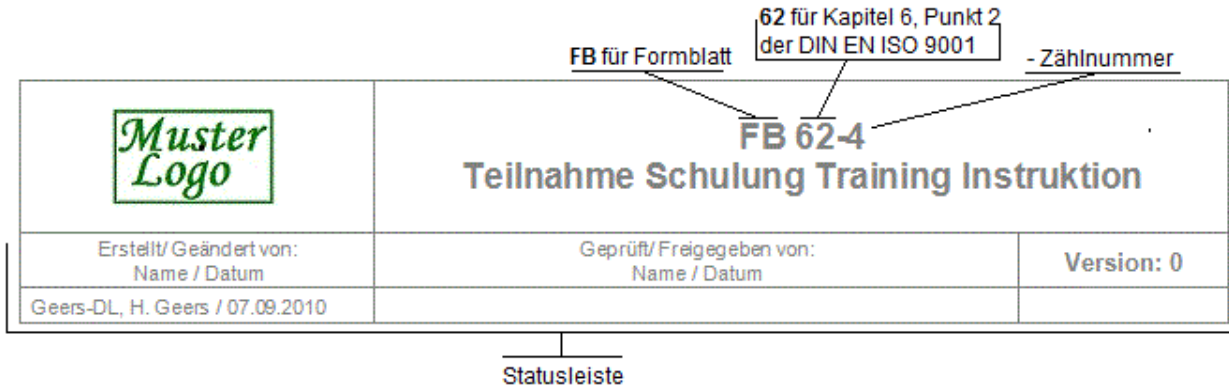 62 für Kapitel 6, Punkt 2
der DIN EN ISO 9001
FB für Formblatt
- Zählnummer
Muster
Logo
FB 62-4
Teilnahme Schulung Training Instruktion
Erstellt/ Geändert von:
Name / Datum
Geprüft/ Freigegeben von:
Name / Datum
Version: 0
Geers-DL, H. Geers / 07.09.2010
Statusleiste